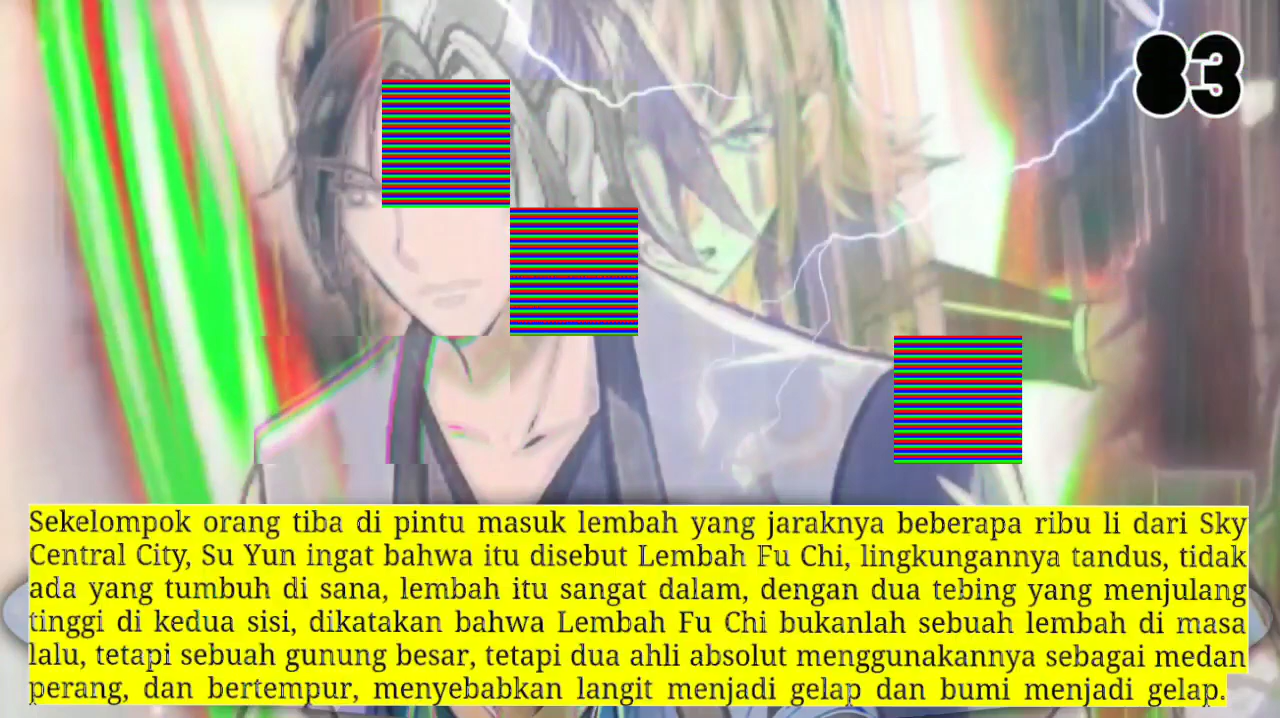 83
Sekelompok orang tiba di pintu masuk lembah yang jaraknya beberapa ribu li dari Sky
Central City, Su Yun ingat bahwa itu disebut Lembah Fu Chi, lingkungannya tandus, tidak
ada yang tumbuh di sana, lembah itu sangat dalam, dengan dua tebing yang menjulang
tinggi di kedua sisi, dikatakan bahwa Lembah Fu Chi bukanlah sebuah lembah di masa
lalu, tetapi sebuah gunung besar, tetapi dua ahli absolut menggunakannya sebagai medan
perang, dan bertempur, menyebabkan langit menjadi gelap dan bumi menjadi gelap.